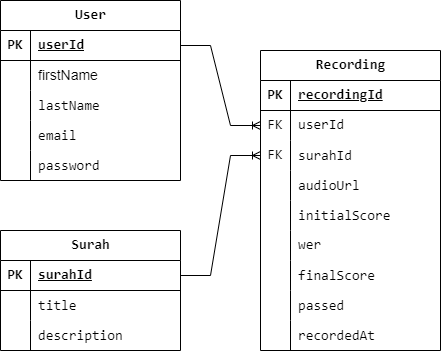 User
PK userId
firstName
lastName
email
password
Surah
PK surahId
title
description
Recording
PK recordingId
FK userId
FK surahId
audioUrl
initialScore
wer
finalScore
passed
recordedAt